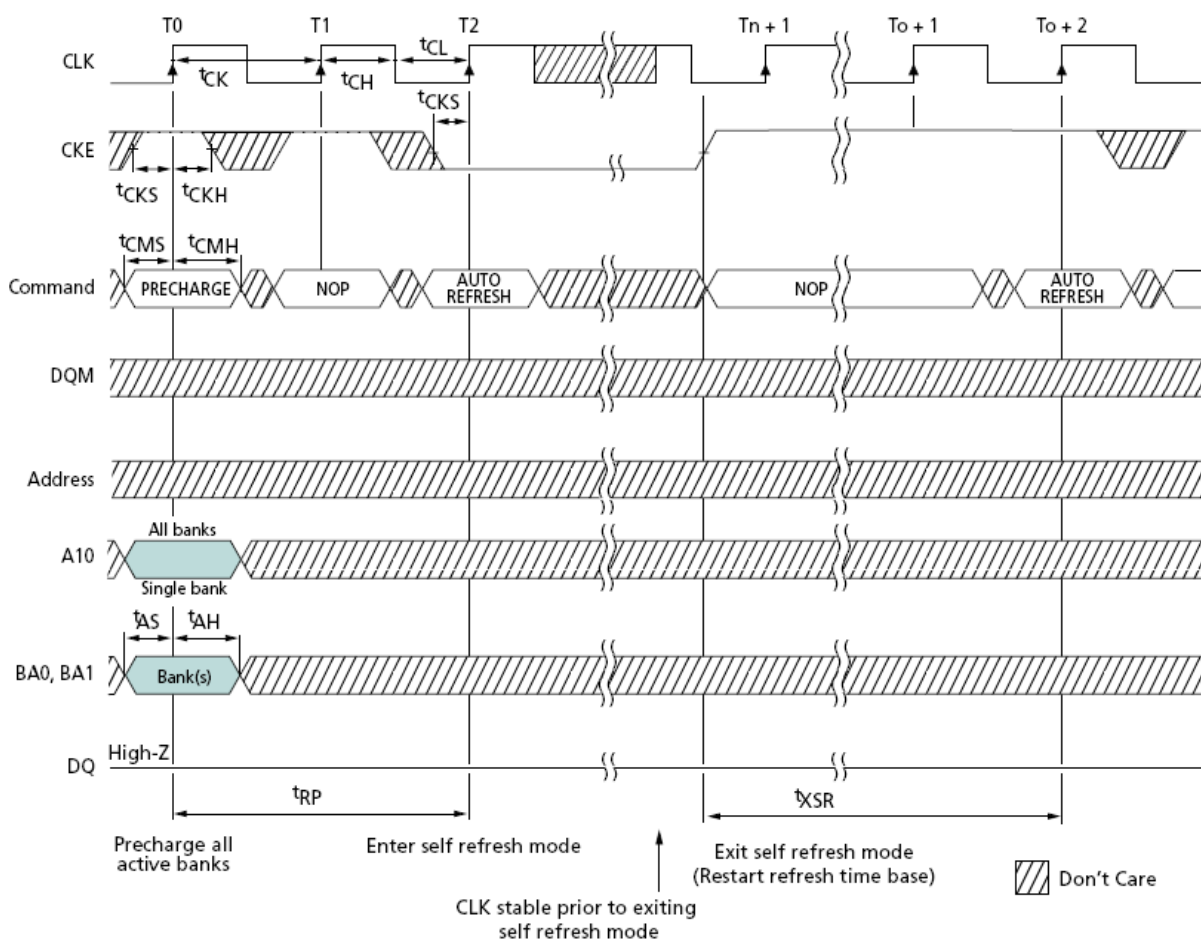 T0 T1 T2 Tn + 1 To + 1 To + 2
CLK
tCK tCH tCL
tCKS
CKE
tCKS tCKH
tCMS tCMH
Command PRECHARGE NOP AUTO REFRESH NOP AUTO REFRESH
DQM
Address
All banks
A10
Single bank
tAS tAH
BA0, BA1 Bank(s)
High-Z
DQ
tRP tXSR
Precharge all
active banks
Enter self refresh mode
Exit self refresh mode
(Restart refresh time base)
Don't Care
CLK stable prior to exiting
self refresh mode